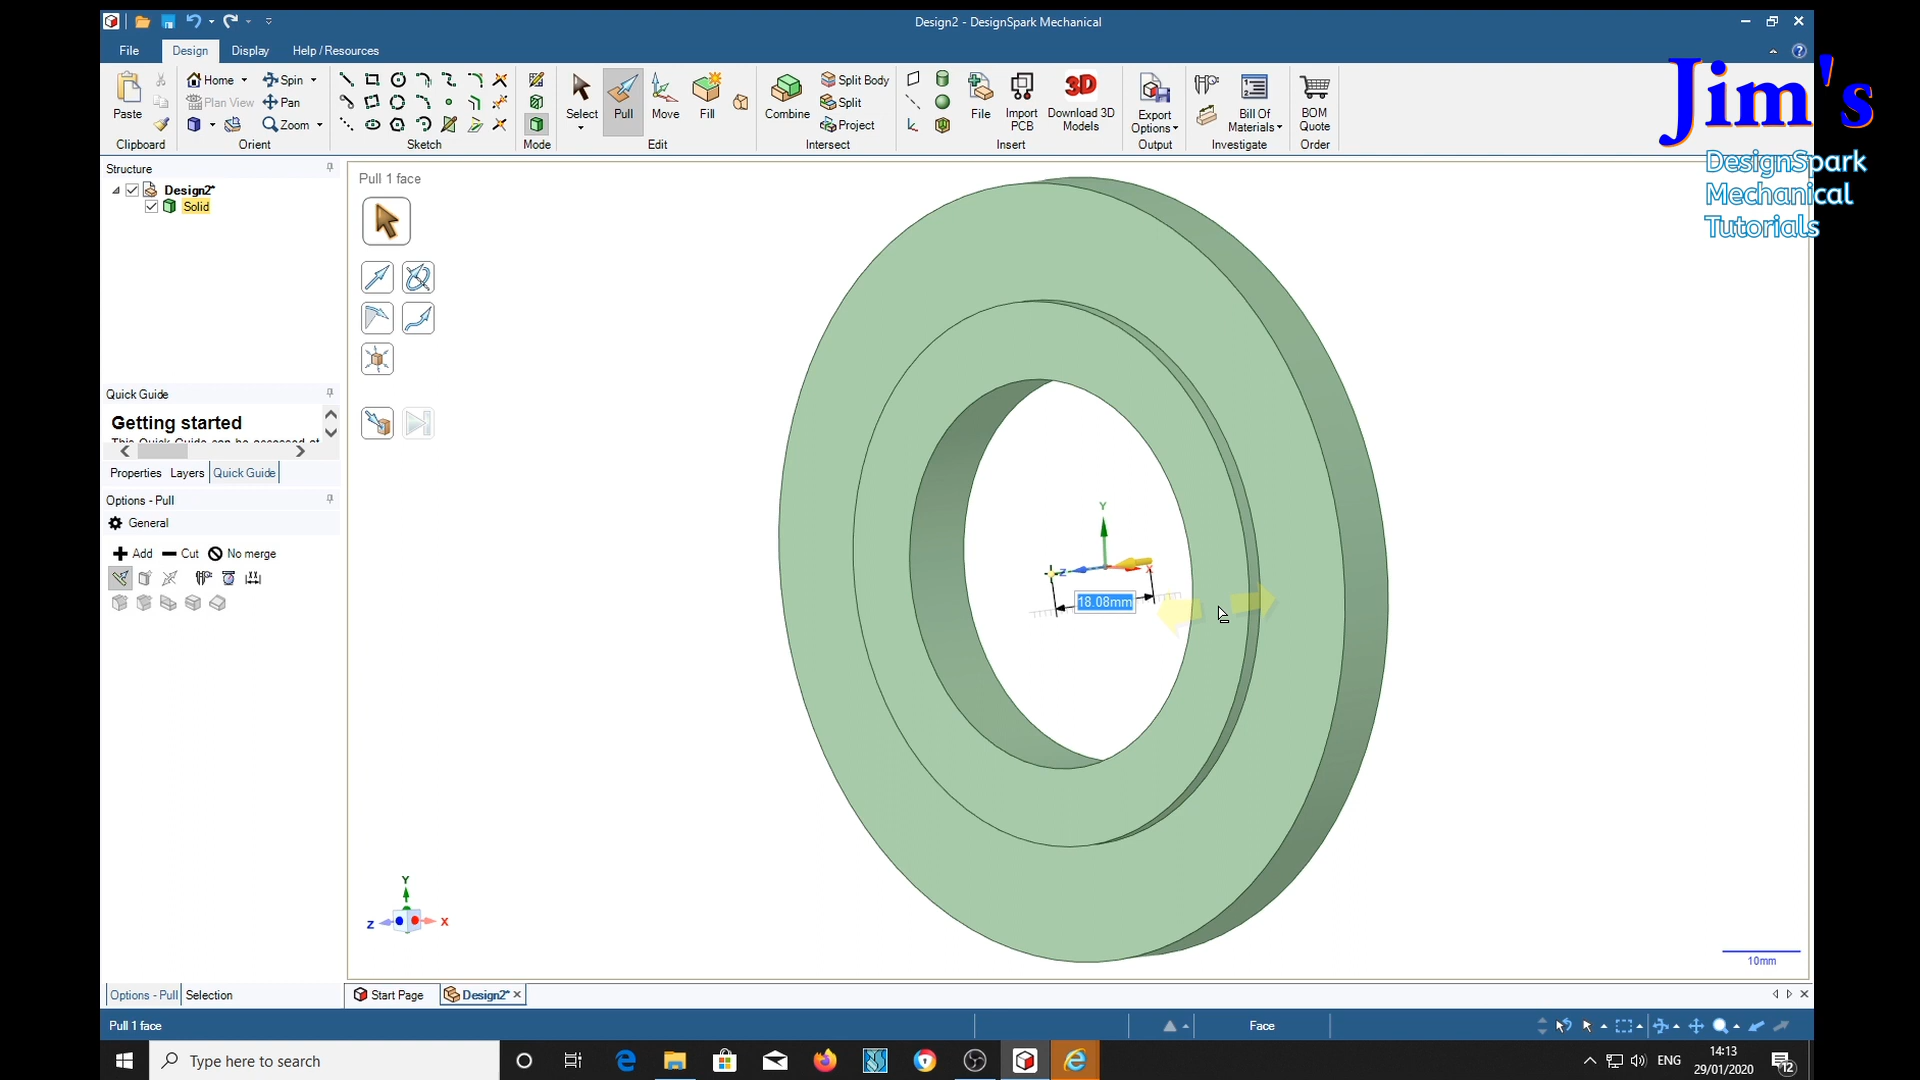 Design2 - DesignSpark Mechanical
File Design Display Help / Resources
Jim's
DesignSpark
Mechanical
Tutorials
Home Spin Split Body
Plan View Pan Split
Zoom Project
Paste Select Pull Move Fill Combine File Import PCB Download 3D Models Export Options Bill Of Materials BOM Quote
3D
Clipboard Orient Sketch Mode Edit Intersect Insert Output Investigate Order
Structure
Design2*
Solid
Pull 1 face
Quick Guide
Getting started
Properties Layers Quick Guide
Options - Pull
General
Add Cut No merge
Y
Z
X
18.08mm
Y
Z
X
10mm
Options - Pull Selection
Start Page Design2*
Pull 1 face
Face
Type here to search
ENG
14:13
29/01/2020
12